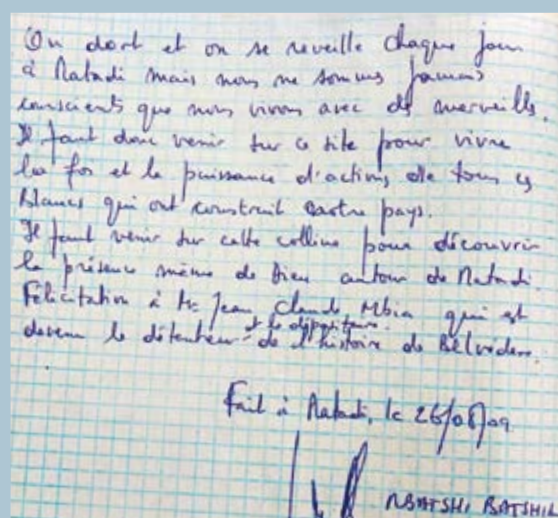 On dort et on se reveille chaque jour
à Matadi mais nous ne sommes jamais
conscients que nous vivons avec des merveilles.
Il faut donc venir sur ce site pour vivre
la foi et la puissance d'actions de tous ces
blancs qui ont construit notre pays.
Il faut venir sur cette colline pour découvrir
la présence même de Dieu autour de Matadi.
Félicitation à Mr Jean Claude Mbia qui est
et le dépositaire
devenu le détenteur de l'histoire de Belvédère.
Fait à Matadi, le 26/08/09
BATSHI